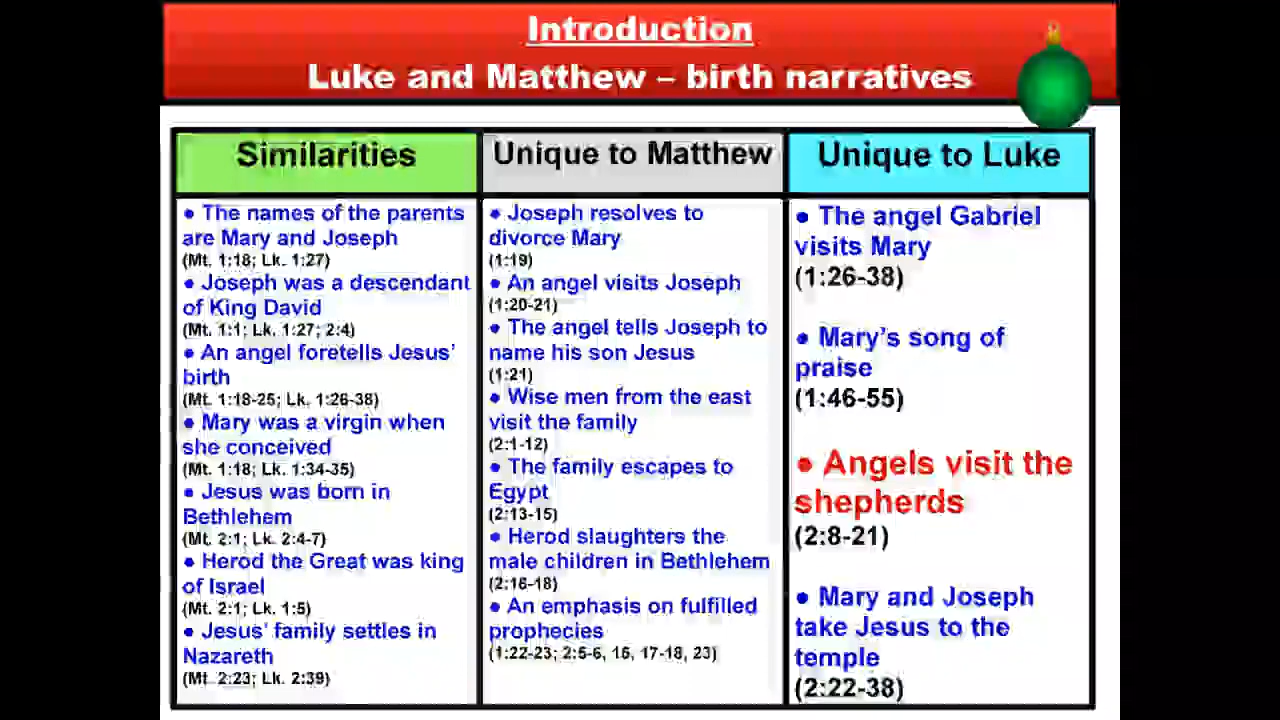 Introduction
Luke and Matthew – birth narratives
Similarities
● The names of the parents
are Mary and Joseph
(Mt. 1:18; Lk. 1:27)
● Joseph was a descendant
of King David
(Mt. 1:1; Lk. 1:27; 2:4)
● An angel foretells Jesus’
birth
(Mt. 1:18-25; Lk. 1:26-38)
● Mary was a virgin when
she conceived
(Mt. 1:18; Lk. 1:34-35)
● Jesus was born in
Bethlehem
(Mt. 2:1; Lk. 2:4-7)
● Herod the Great was king
of Israel
(Mt. 2:1; Lk. 1:5)
● Jesus’ family settles in
Nazareth
(Mt. 2:23; Lk. 2:39)
Unique to Matthew
● Joseph resolves to
divorce Mary
(1:19)
● An angel visits Joseph
(1:20-21)
● The angel tells Joseph to
name his son Jesus
(1:21)
● Wise men from the east
visit the family
(2:1-12)
● The family escapes to
Egypt
(2:13-15)
● Herod slaughters the
male children in Bethlehem
(2:16-18)
● An emphasis on fulfilled
prophecies
(1:22-23; 2:5-6, 15, 17-18, 23)
Unique to Luke
● The angel Gabriel
visits Mary
(1:26-38)
● Mary’s song of
praise
(1:46-55)
● Angels visit the
shepherds
(2:8-21)
● Mary and Joseph
take Jesus to the
temple
(2:22-38)